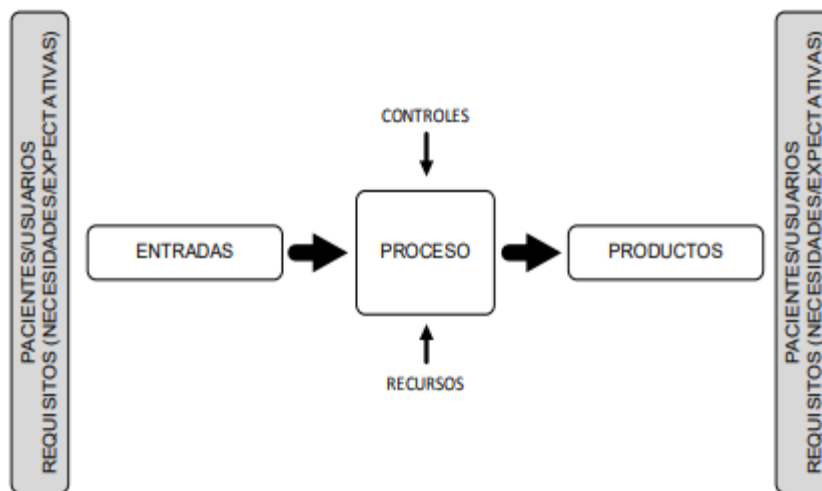 PACIENTES/USUARIOS
REQUISITOS (NECESIDADES/EXPECTATIVAS)
CONTROLES
ENTRADAS
PROCESO
PRODUCTOS
RECURSOS
PACIENTES/USUARIOS
REQUISITOS (NECESIDADES/EXPECTATIVAS)